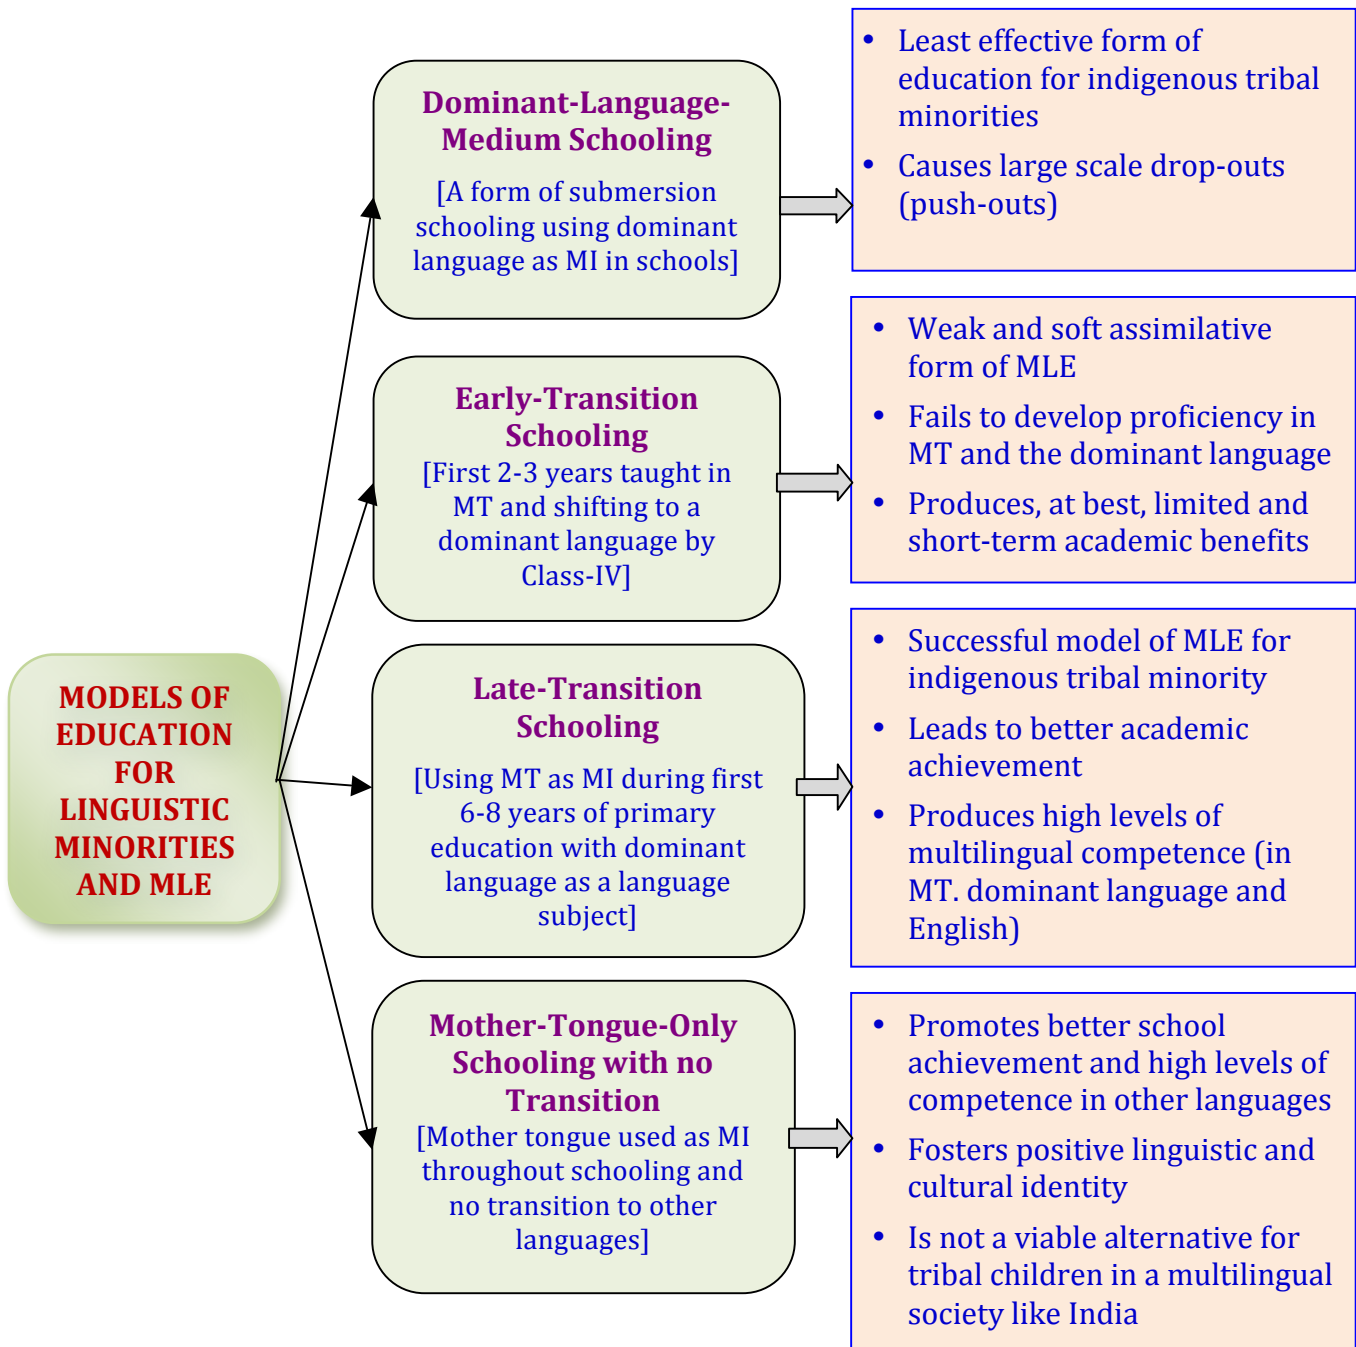 MODELS OF
EDUCATION
FOR
LINGUISTIC
MINORITIES
AND MLE
Dominant-Language-
Medium Schooling
[A form of submersion
schooling using dominant
language as MI in schools]
• Least effective form of
education for indigenous tribal
minorities
• Causes large scale drop-outs
(push-outs)
Early-Transition
Schooling
[First 2-3 years taught in
MT and shifting to a
dominant language by
Class-IV]
• Weak and soft assimilative
form of MLE
• Fails to develop proficiency in
MT and the dominant language
• Produces, at best, limited and
short-term academic benefits
Late-Transition
Schooling
[Using MT as MI during first
6-8 years of primary
education with dominant
language as a language
subject]
• Successful model of MLE for
indigenous tribal minority
• Leads to better academic
achievement
• Produces high levels of
multilingual competence (in
MT. dominant language and
English)
Mother-Tongue-Only
Schooling with no
Transition
[Mother tongue used as MI
throughout schooling and
no transition to other
languages]
• Promotes better school
achievement and high levels of
competence in other languages
• Fosters positive linguistic and
cultural identity
• Is not a viable alternative for
tribal children in a multilingual
society like India